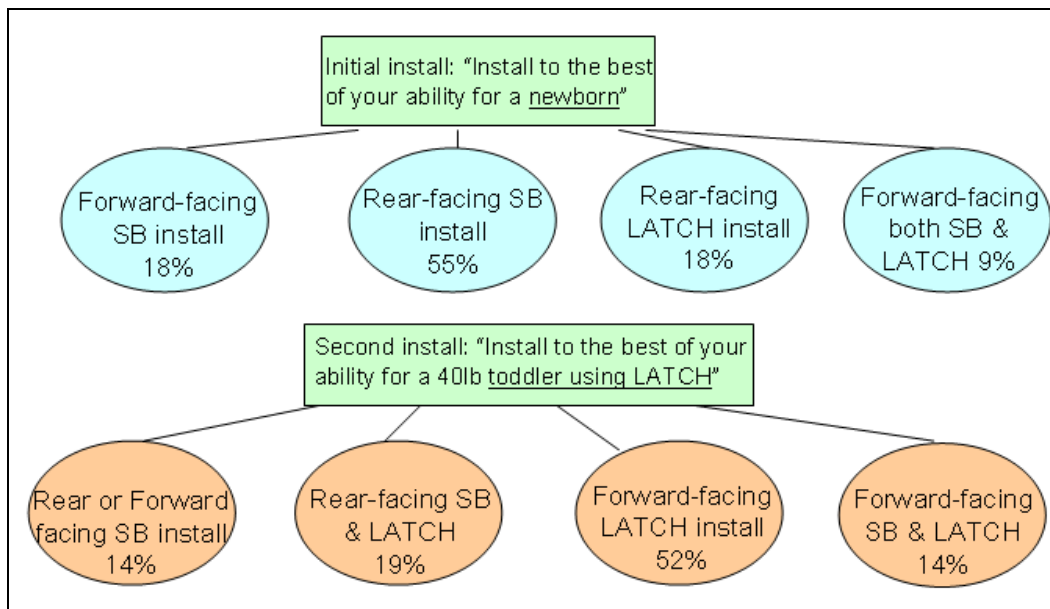 Initial install: “Install to the best
of your ability for a newborn”
Forward-facing
SB install
18%
Rear-facing SB
install
55%
Rear-facing
LATCH install
18%
Forward-facing
both SB &
LATCH 9%
Second install: “Install to the best of your
ability for a 40lb toddler using LATCH”
Rear or Forward
facing SB install
14%
Rear-facing SB
& LATCH
19%
Forward-facing
LATCH install
52%
Forward-facing
SB & LATCH
14%